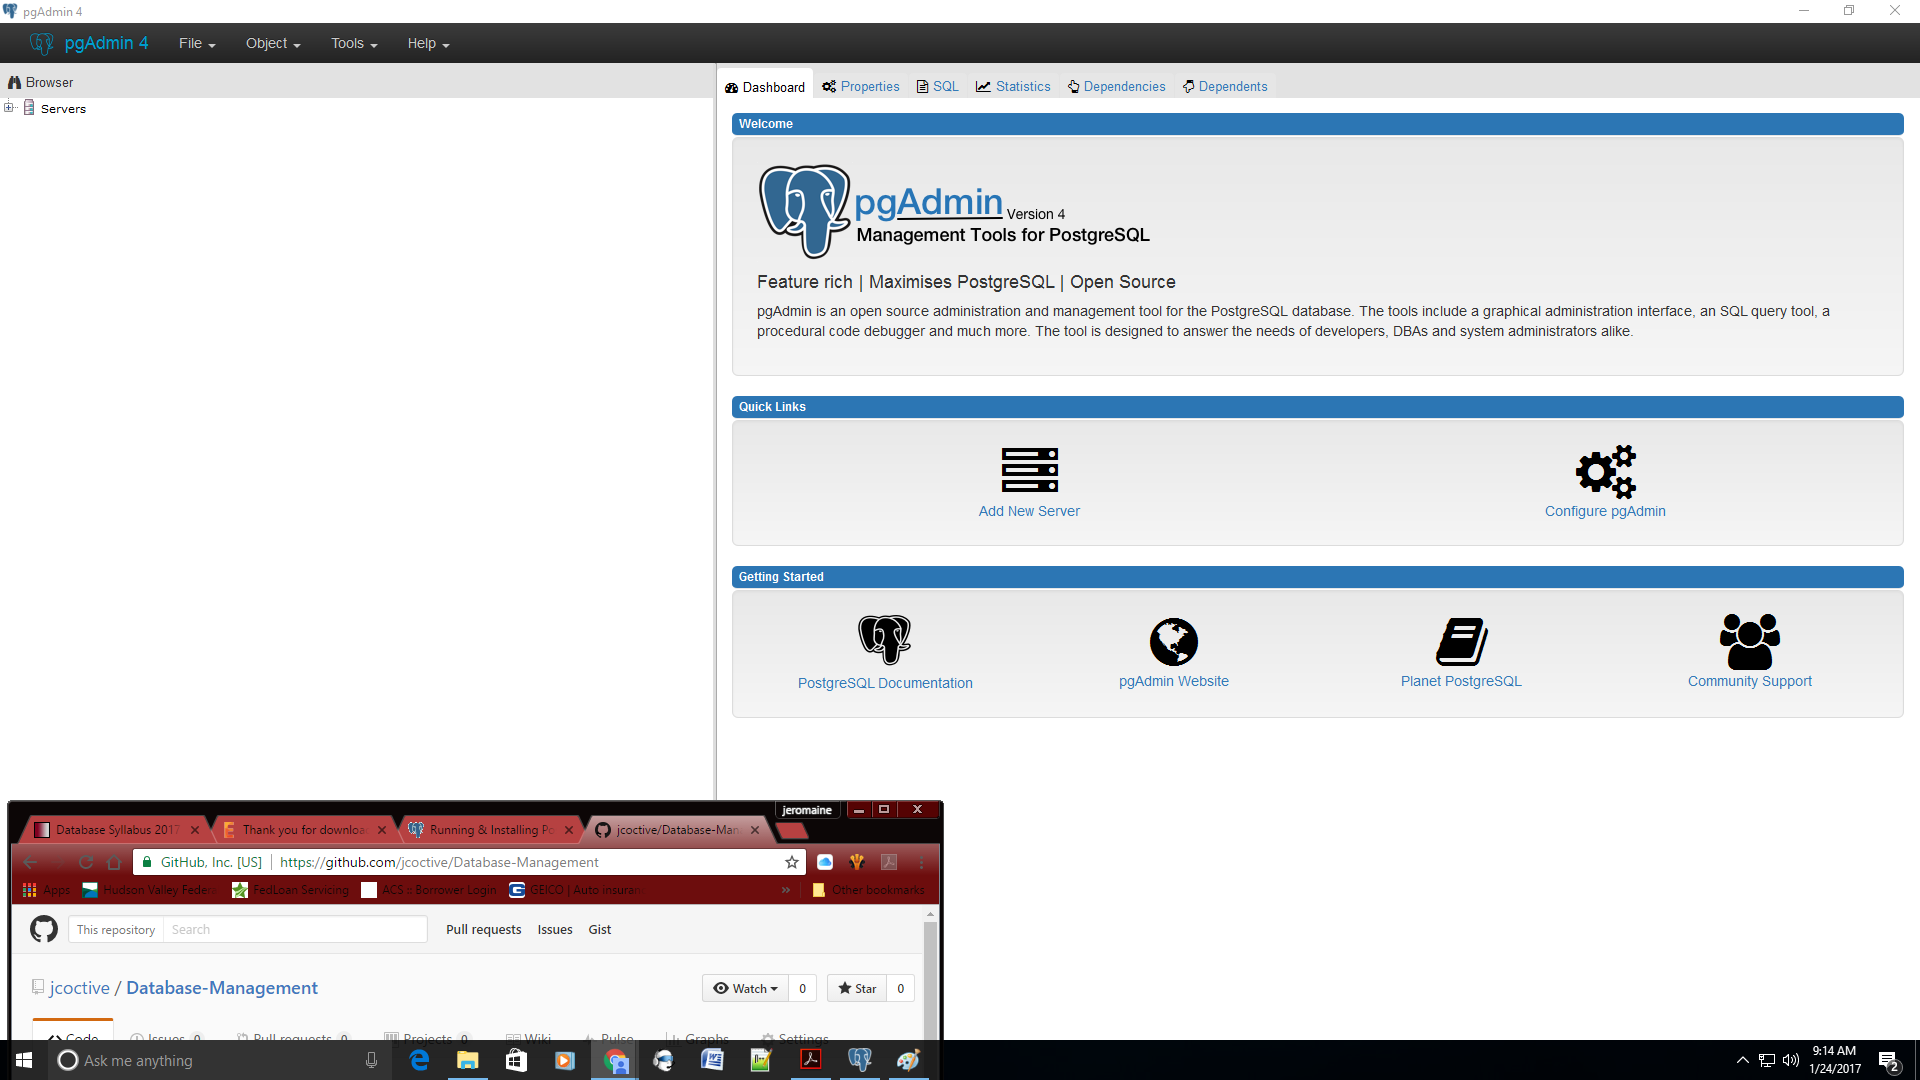 pgAdmin 4
pgAdmin 4 File Object Tools Help
Browser
Servers
Dashboard Properties SQL Statistics Dependencies Dependents
Welcome
pgAdmin Version 4
Management Tools for PostgreSQL
Feature rich | Maximises PostgreSQL | Open Source
pgAdmin is an open source administration and management tool for the PostgreSQL database. The tools include a graphical administration interface, an SQL query tool, a
procedural code debugger and much more. The tool is designed to answer the needs of developers, DBAs and system administrators alike.
Quick Links
Add New Server Configure pgAdmin
Getting Started
PostgreSQL Documentation pgAdmin Website Planet PostgreSQL Community Support
jeromaine
Database Syllabus 2017 Thank you for downloa Running & Installing Po jcoctive/Database-Man
GitHub, Inc. [US] https://github.com/jcoctive/Database-Management
Apps Hudson Valley Feder FedLoan Servicing ACS :: Borrower Login GEICO | Auto insuran » Other bookmarks
This repository Search Pull requests Issues Gist
jcoctive / Database-Management Watch 0 Star 0
Code Issues 0 Pull requests 0 Projects 0 Wiki Pulse Graphs Settings
Ask me anything
9:14 AM
1/24/2017
2